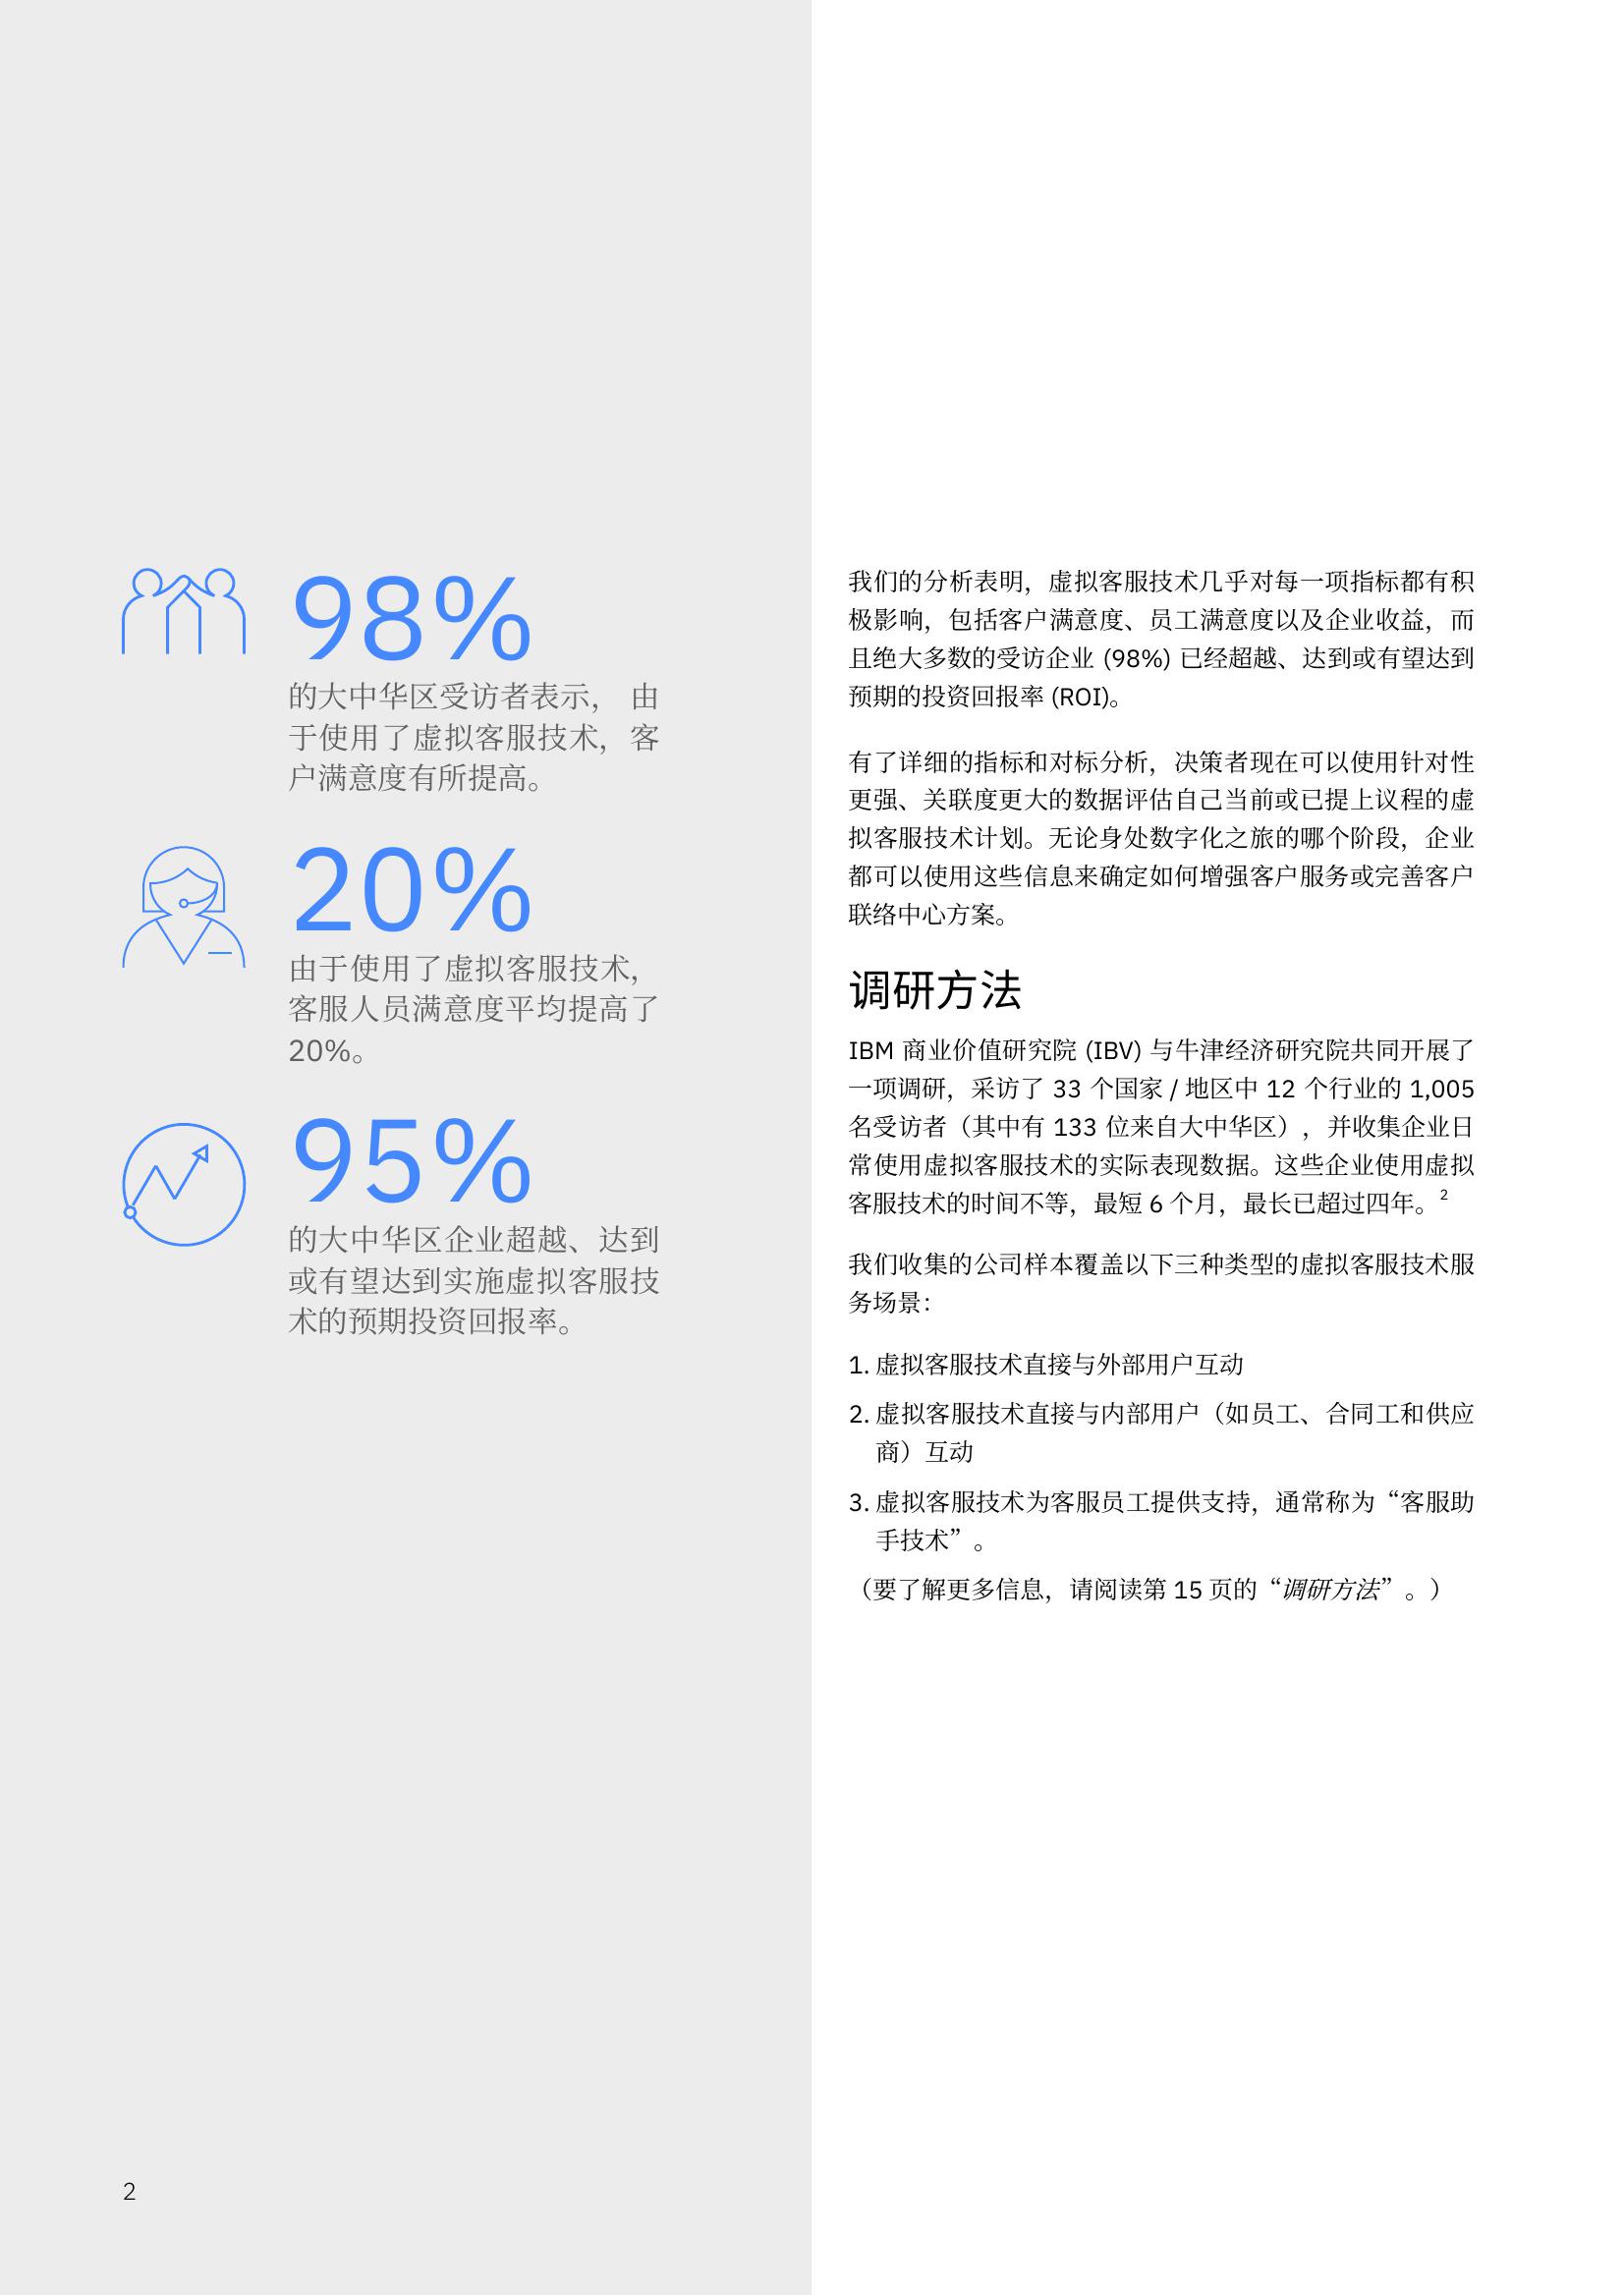 98%
的大中华区受访者表示， 由
于使用了虚拟客服技术，客
户满意度有所提高。
20%
由于使用了虚拟客服技术，
客服人员满意度平均提高了
20%。
95%
的大中华区企业超越、达到
或有望达到实施虚拟客服技
术的预期投资回报率。
我们的分析表明，虚拟客服技术几乎对每一项指标都有积
极影响，包括客户满意度、员工满意度以及企业收益，而
且绝大多数的受访企业 (98%) 已经超越、达到或有望达到
预期的投资回报率 (ROI)。
有了详细的指标和对标分析，决策者现在可以使用针对性
更强、关联度更大的数据评估自己当前或已提上议程的虚
拟客服技术计划。无论身处数字化之旅的哪个阶段，企业
都可以使用这些信息来确定如何增强客户服务或完善客户
联络中心方案。
调研方法
IBM 商业价值研究院 (IBV) 与牛津经济研究院共同开展了
一项调研，采访了 33 个国家 / 地区中 12 个行业的 1,005
名受访者（其中有 133 位来自大中华区），并收集企业日
常使用虚拟客服技术的实际表现数据。这些企业使用虚拟
客服技术的时间不等，最短 6 个月，最长已超过四年。²
我们收集的公司样本覆盖以下三种类型的虚拟客服技术服
务场景：
1. 虚拟客服技术直接与外部用户互动
2. 虚拟客服技术直接与内部用户（如员工、合同工和供应
商）互动
3. 虚拟客服技术为客服员工提供支持，通常称为“客服助
手技术”。
（要了解更多信息，请阅读第 15 页的“调研方法”。）
2